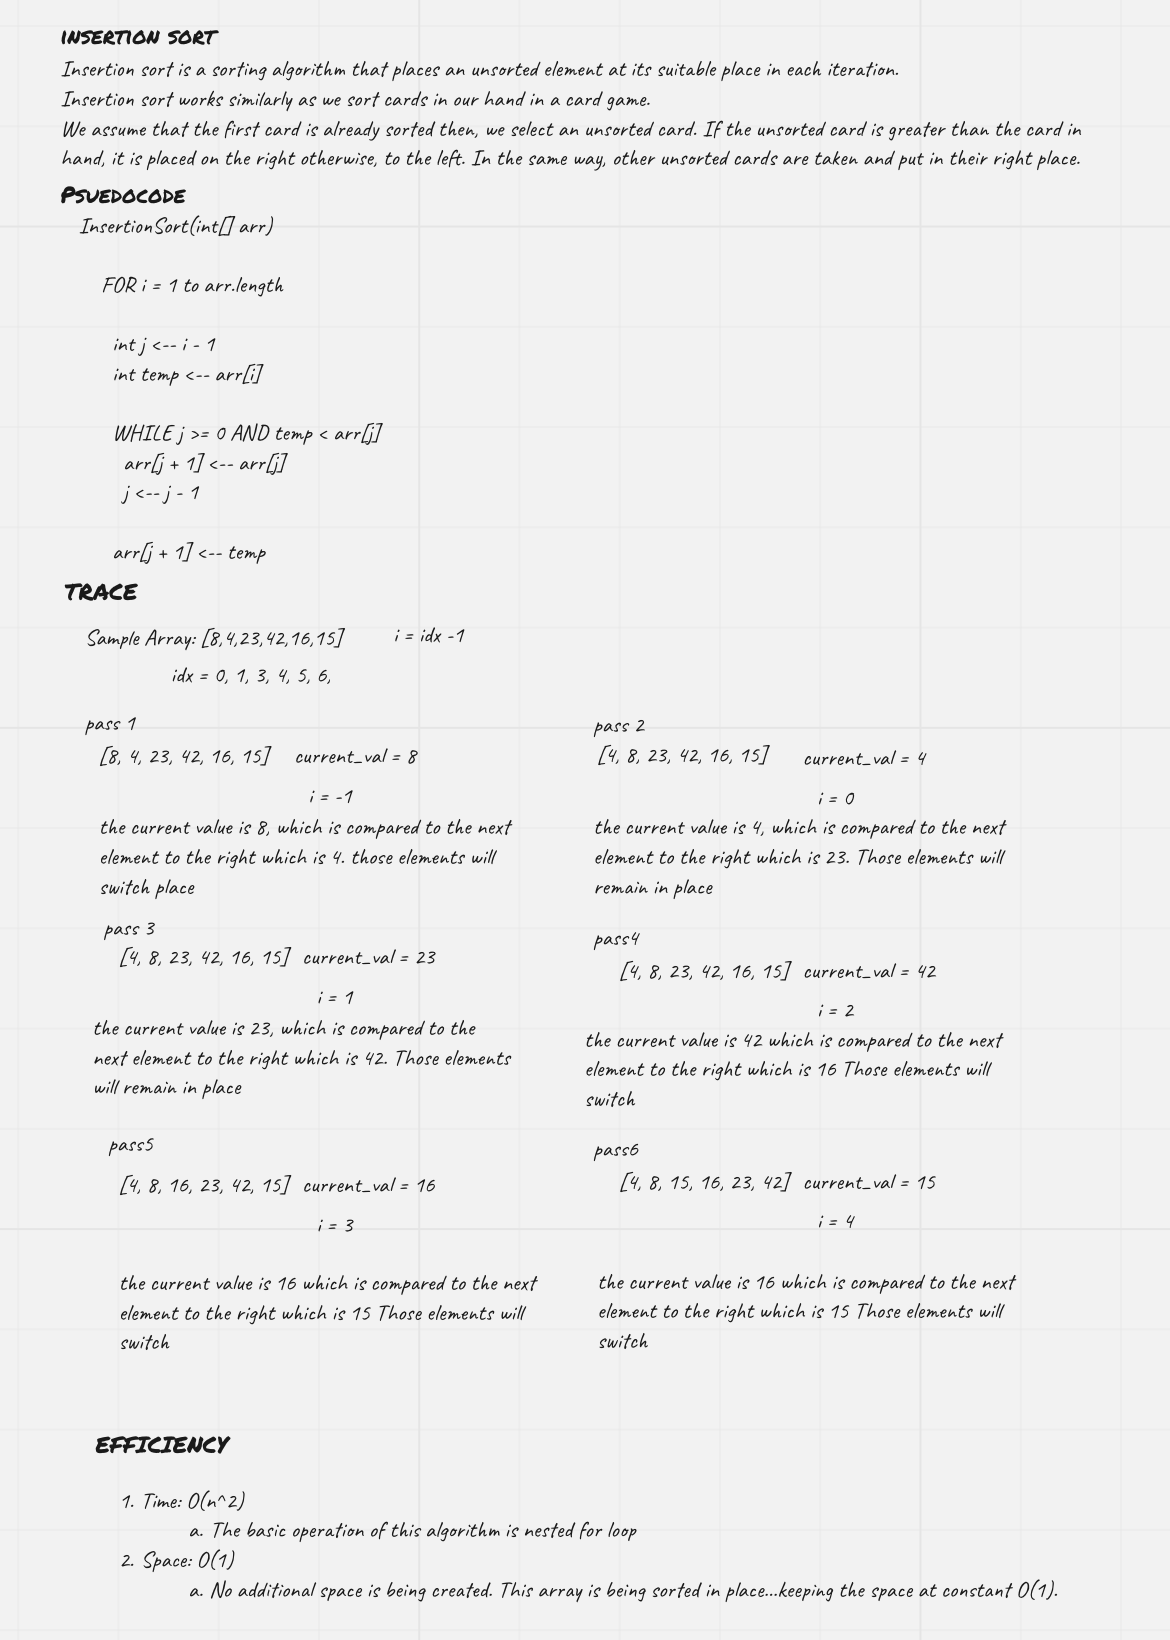 INSERTION SORT
Insertion sort is a sorting algorithm that places an unsorted element at its suitable place in each iteration.
Insertion sort works similarly as we sort cards in our hand in a card game.
We assume that the first card is already sorted then, we select an unsorted card. If the unsorted card is greater than the card in
hand, it is placed on the right otherwise, to the left. In the same way, other unsorted cards are taken and put in their right place.
PSUEDOCODE
InsertionSort(int[] arr)
FOR i = 1 to arr.length
int j <-- i - 1
int temp <-- arr[i]
WHILE j >= 0 AND temp < arr[j]
arr[j + 1] <-- arr[j]
j <-- j - 1
arr[j + 1] <-- temp
TRACE
Sample Array: [8,4,23,42,16,15] i = idx -1
idx = 0, 1, 3, 4, 5, 6,
pass 1
[8, 4, 23, 42, 16, 15] current_val = 8
i = -1
the current value is 8, which is compared to the next
element to the right which is 4. those elements will
switch place
pass 2
[4, 8, 23, 42, 16, 15] current_val = 4
i = 0
the current value is 4, which is compared to the next
element to the right which is 23. Those elements will
remain in place
pass 3
[4, 8, 23, 42, 16, 15] current_val = 23
i = 1
the current value is 23, which is compared to the
next element to the right which is 42. Those elements
will remain in place
pass4
[4, 8, 23, 42, 16, 15] current_val = 42
i = 2
the current value is 42 which is compared to the next
element to the right which is 16 Those elements will
switch
pass5
[4, 8, 16, 23, 42, 15] current_val = 16
i = 3
the current value is 16 which is compared to the next
element to the right which is 15 Those elements will
switch
pass6
[4, 8, 15, 16, 23, 42] current_val = 15
i = 4
the current value is 16 which is compared to the next
element to the right which is 15 Those elements will
switch
EFFICIENCY
1. Time: O(n^2)
a. The basic operation of this algorithm is nested for loop
2. Space: O(1)
a. No additional space is being created. This array is being sorted in place...keeping the space at constant O(1).